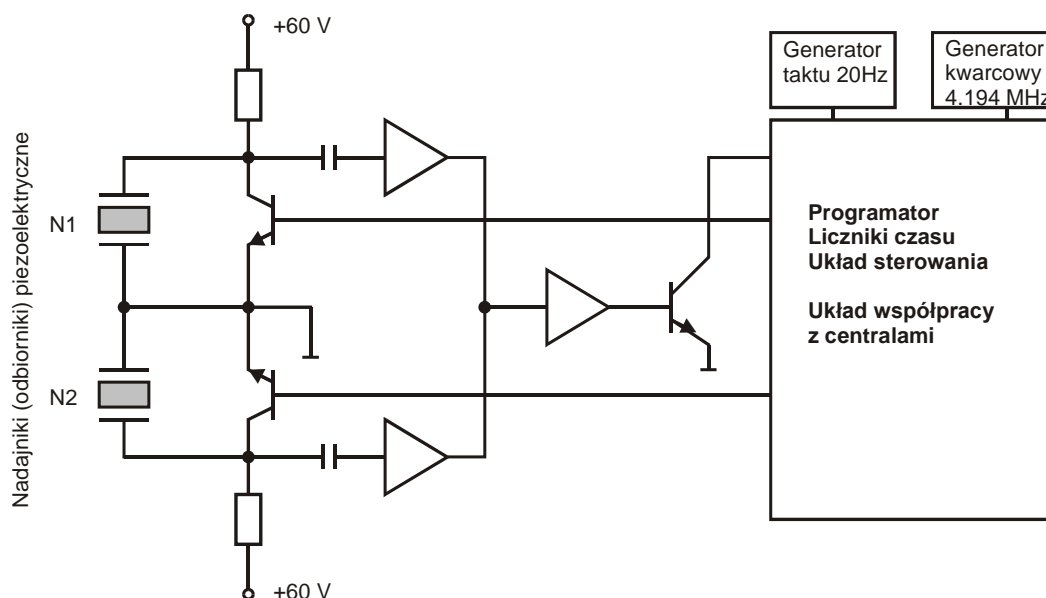 +60 V
Generator
taktu 20Hz
Generator
kwarcowy
4.194 MHz
Nadajniki (odbiorniki) piezoelektryczne
N1
Programator
Liczniki czasu
Układ sterowania
Układ współpracy
z centralami
N2
+60 V